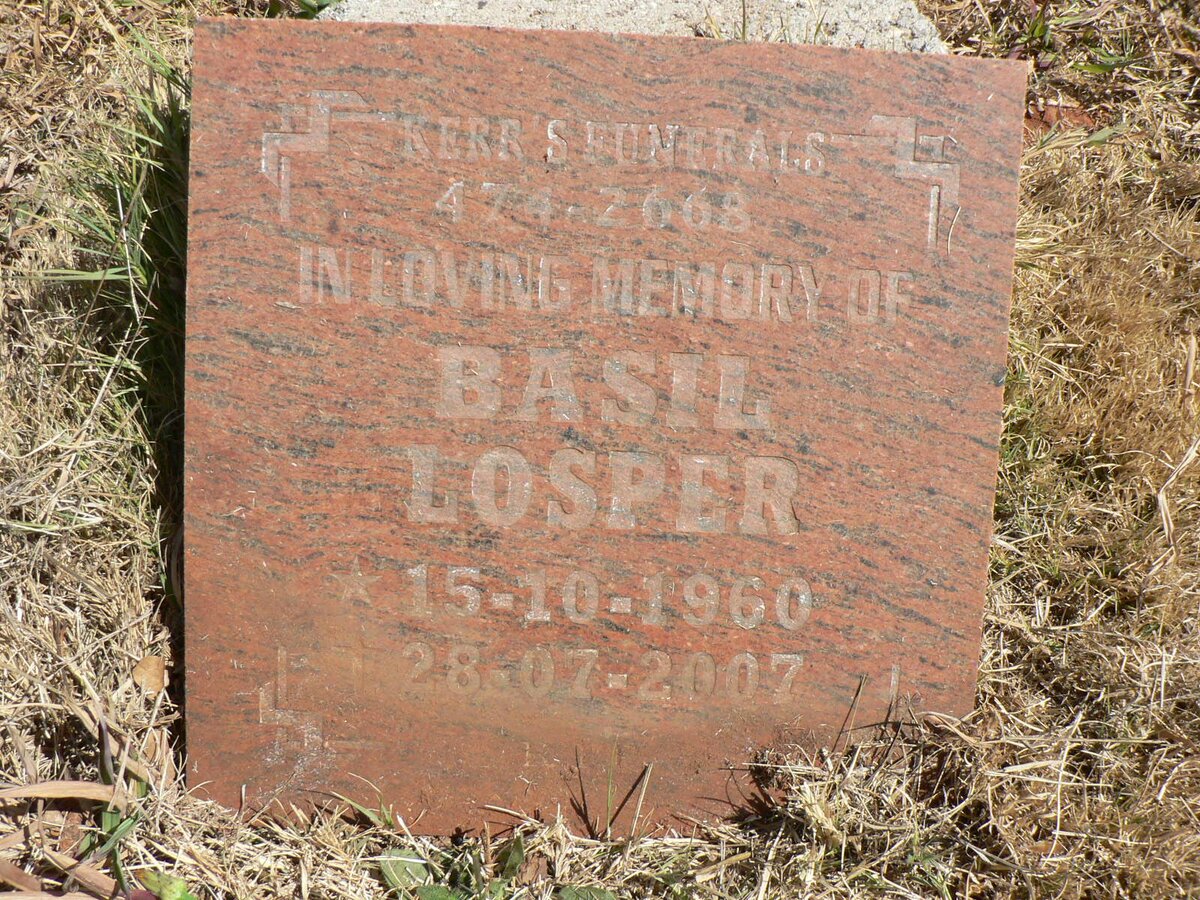 KERR'S FUNERALS
474-2668
IN LOVING MEMORY OF
BASIL
LOSPER
15-10-1960
28-07-2007